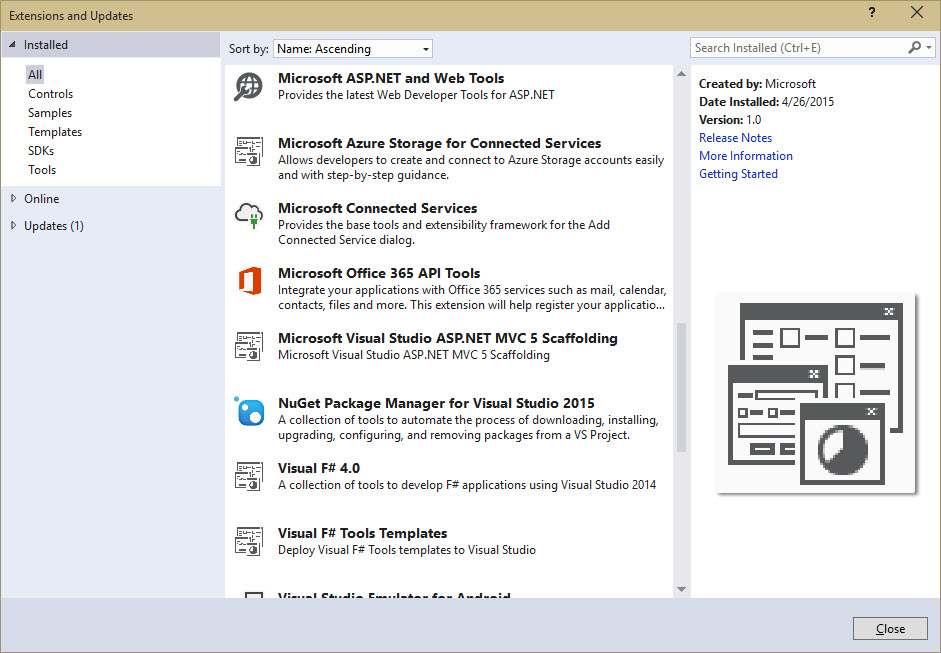 Extensions and Updates
?
Installed
All
Controls
Samples
Templates
SDKs
Tools
Online
Updates (1)
Sort by: Name: Ascending
Microsoft ASP.NET and Web Tools
Provides the latest Web Developer Tools for ASP.NET
Microsoft Azure Storage for Connected Services
Allows developers to create and connect to Azure Storage accounts easily
and with step-by-step guidance.
Microsoft Connected Services
Provides the base tools and extensibility framework for the Add
Connected Service dialog.
Microsoft Office 365 API Tools
Integrate your applications with Office 365 services such as mail, calendar,
contacts, files and more. This extension will help register your applicatio...
Microsoft Visual Studio ASP.NET MVC 5 Scaffolding
Microsoft Visual Studio ASP.NET MVC 5 Scaffolding
NuGet Package Manager for Visual Studio 2015
A collection of tools to automate the process of downloading, installing,
upgrading, configuring, and removing packages from a VS Project.
Visual F# 4.0
A collection of tools to develop F# applications using Visual Studio 2014
Visual F# Tools Templates
Deploy Visual F# Tools templates to Visual Studio
Visual Studio Emulator for Android
Search Installed (Ctrl+E)
Created by: Microsoft
Date Installed: 4/26/2015
Version: 1.0
Release Notes
More Information
Getting Started
Close